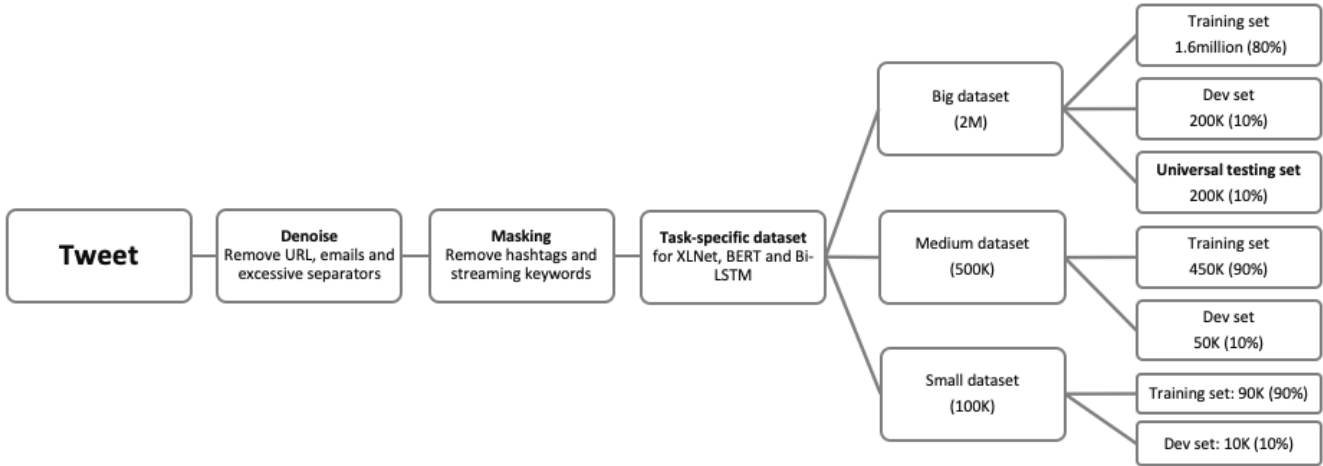 Tweet
Denoise
Remove URL, emails and
excessive separators
Masking
Remove hashtags and
streaming keywords
Task-specific dataset
for XLNet, BERT and Bi-
LSTM
Big dataset
(2M)
Training set
1.6million (80%)
Dev set
200K (10%)
Universal testing set
200K (10%)
Medium dataset
(500K)
Training set
450K (90%)
Dev set
50K (10%)
Small dataset
(100K)
Training set: 90K (90%)
Dev set: 10K (10%)